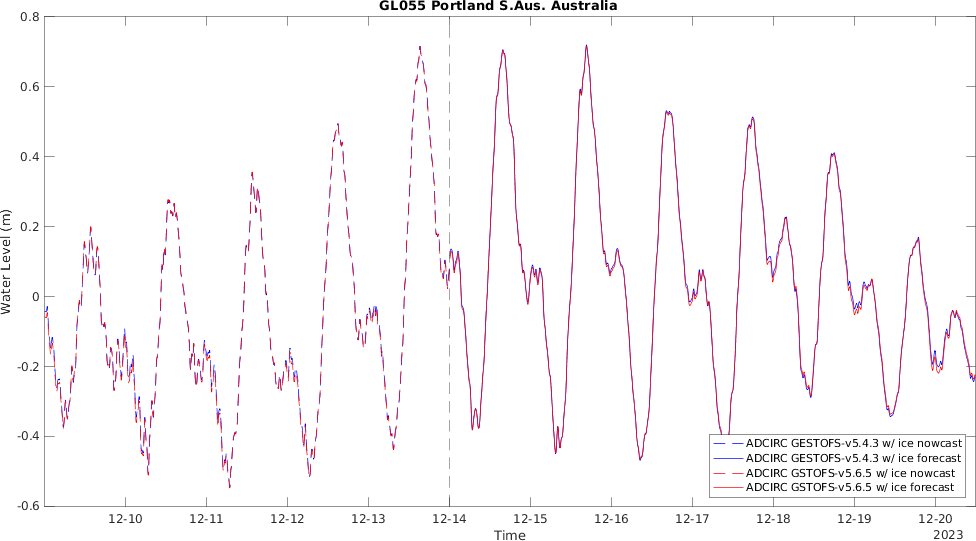 GL055 Portland S.Aus. Australia
0.8
0.6
0.4
0.2
0
-0.2
-0.4
-0.6
Water Level (m)
ADCIRC GESTOFS-v5.4.3 w/ ice nowcast
ADCIRC GESTOFS-v5.4.3 w/ ice forecast
ADCIRC GSTOFS-v5.6.5 w/ ice nowcast
ADCIRC GSTOFS-v5.6.5 w/ ice forecast
12-10 12-11 12-12 12-13 12-14 12-15 12-16 12-17 12-18 12-19 12-20
Time 2023